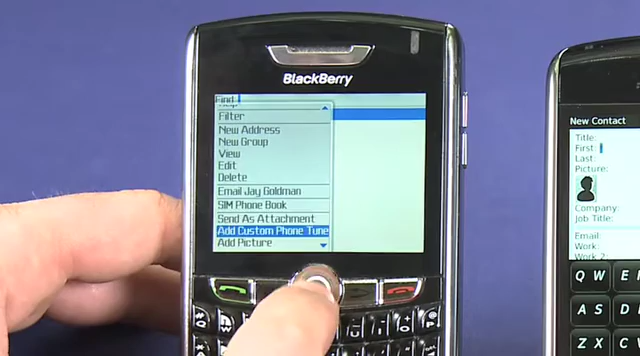 BlackBerry
Find
Help
Filter
New Address
New Group
View
Edit
Delete
Email Jay Goldman
SIM Phone Book
Send As Attachment
Add Custom Phone Tune
Add Picture
New Contact
Title:
First:
Last:
Picture:
Company:
Job Title:
Email:
Work:
Work 2:
Q W E
A S D
Z X C